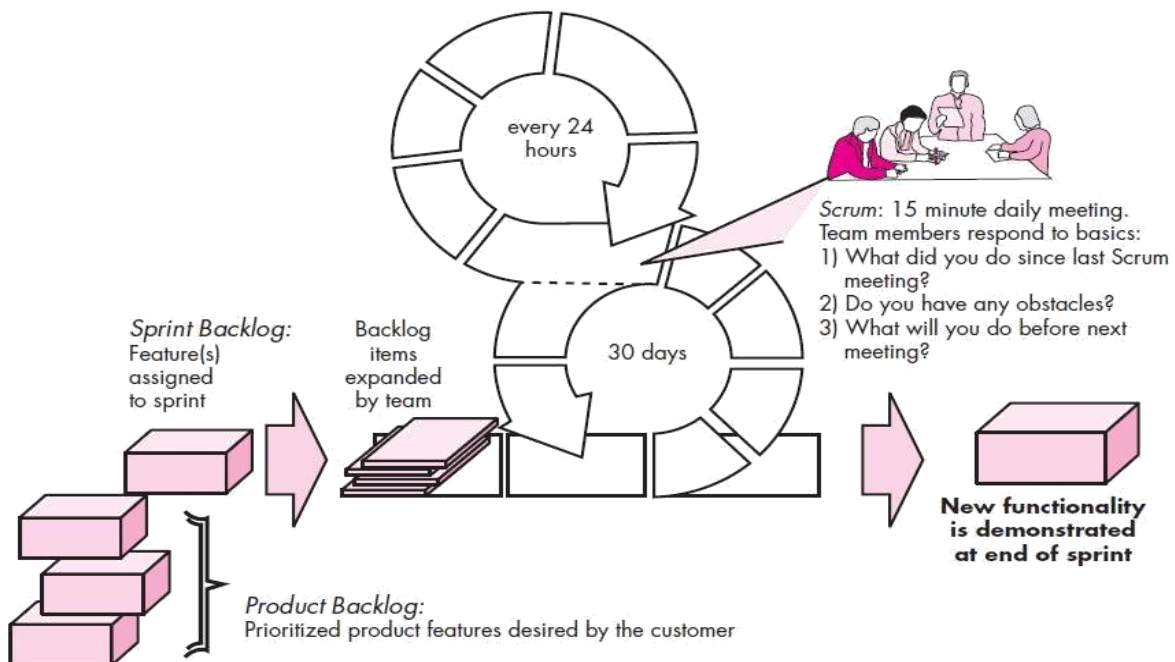 every 24
hours
Scrum: 15 minute daily meeting.
Team members respond to basics:
1) What did you do since last Scrum
meeting?
2) Do you have any obstacles?
3) What will you do before next
meeting?
Sprint Backlog:
Feature(s)
assigned
to sprint
Backlog
items
expanded
by team
30 days
New functionality
is demonstrated
at end of sprint
Product Backlog:
Prioritized product features desired by the customer